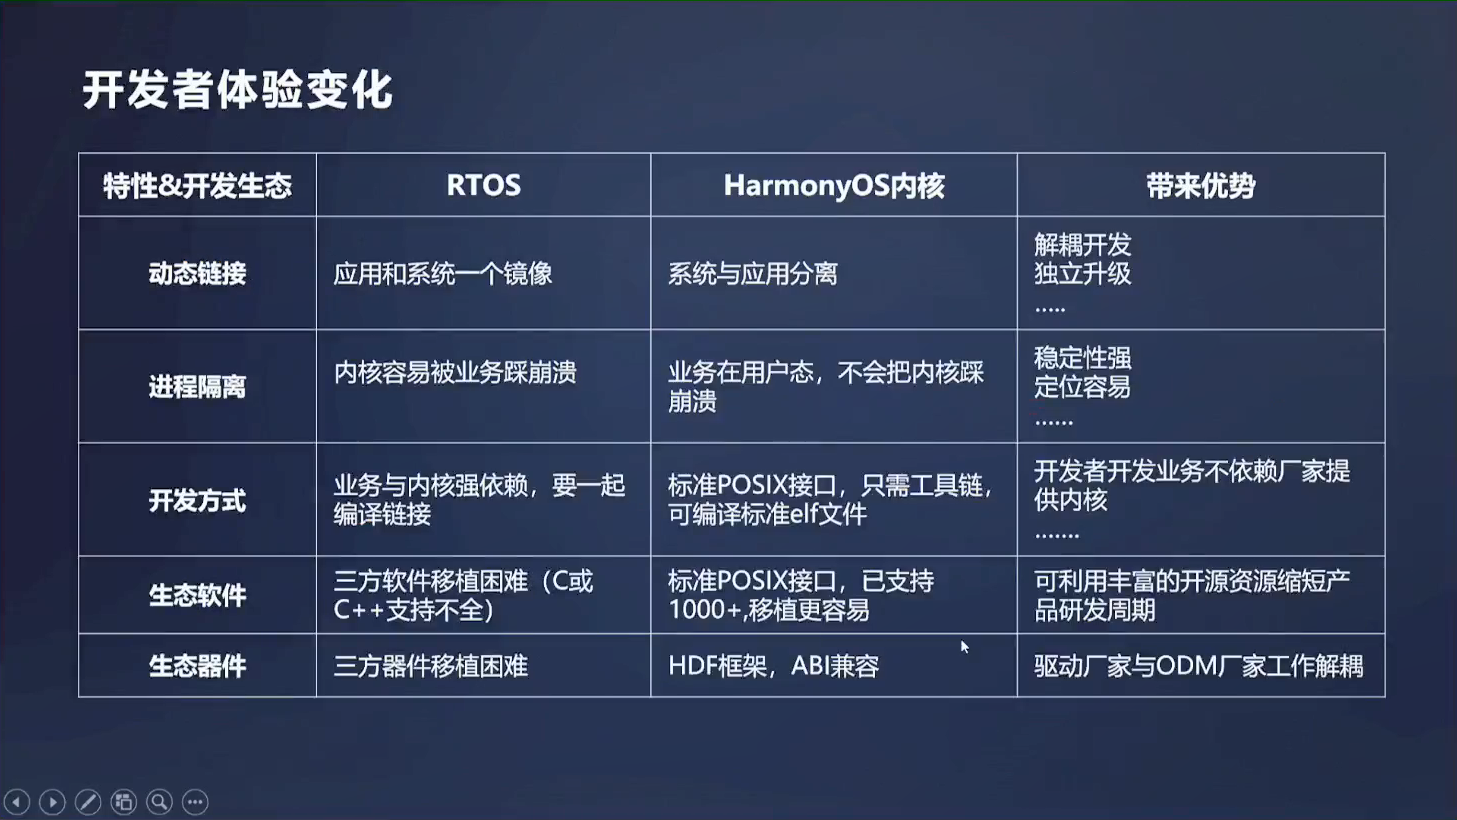 开发者体验变化
特性&开发生态
RTOS
HarmonyOS内核
带来优势
动态链接
应用和系统一个镜像
系统与应用分离
解耦开发
独立升级
.....
进程隔离
内核容易被业务踩崩溃
业务在用户态，不会把内核踩
崩溃
稳定性强
定位容易
......
开发方式
业务与内核强依赖，要一起
编译链接
标准POSIX接口，只需工具链，
可编译标准elf文件
开发者开发业务不依赖厂家提
供内核
.......
生态软件
三方软件移植困难（C或
C++支持不全）
标准POSIX接口，已支持
1000+,移植更容易
可利用丰富的开源资源缩短产
品研发周期
生态器件
三方器件移植困难
HDF框架，ABI兼容
驱动厂家与ODM厂家工作解耦